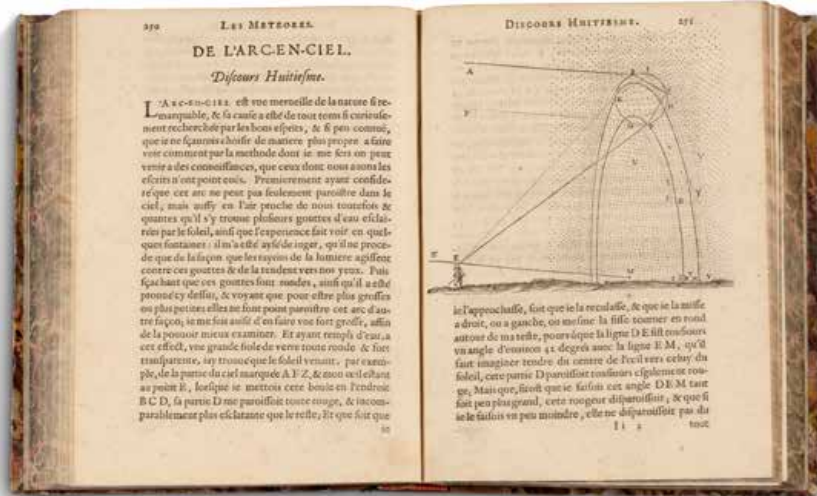 250 LES METEORES.
DE L'ARC-EN-CIEL.
Discours Huitiesme.
L'ARC-EN-CIEL est vne merueille de la nature si re-
marquable, & sa cause a esté de tout tems si curieuse-
ment recherchée par les bons esprits, & si peu connuë,
que ie ne sçaurois choisir de matiere plus propre a faire
voir comment par la methode dont ie me sers on peut
venir a des connoissances, que ceux dont nous auons les
escrits n'ont point euës. Premierement ayant conside-
ré que cet arc ne peut pas seulement paroistre dans le
ciel, mais aussy en l'air proche de nous toutefois &
quantes qu'il s'y trouue plusieurs gouttes d'eau esclai-
rées par le soleil, ainsi que l'experience fait voir en quel-
ques fontaines: il m'a esté aysé de iuger, qu'il ne proce-
de que de la façon que les rayons de la lumiere agissent
contre ces gouttes & de la tendent vers nos yeux. Puis
sçachant que ces gouttes sont rondes, ainsi qu'il a esté
prouué cy dessus, & voyant que pour estre plus grosses
ou plus petites elles ne font point paroistre cet arc d'au-
tre façon; ie me suis auisé d'en faire vne fort grosse, affin
de la pouuoir mieux examiner. Et ayant rempli d'eau, a
cet effect, vne grande fiole de verre toute ronde & fort
transparente, i'ay trouué que le soleil venant, par exam-
ple, de la partie du ciel marquée A F Z, & mon œil estant
au point E, lorsque ie mettois cete boule en l'endroit
B C D, sa partie D me paroissoit toute rouge, & incom-
parablement plus esclatante que le reste; Et que soit que
DISCOURS HUITIESME. 251
A
F
E
M
ie l'approchasse, soit que ie la reculasse, & que ie la misse
a droit, ou a gauche, ou mesme la fisse tourner en rond
autour de ma teste, pouruëque la ligne D E fist tousiours
vn angle d'enuiron 42 degrés auec la ligne E M, qu'il
faut imaginer tendre du centre de l'œil vers celuy du
soleil, cete partie D paroissoit tousiours esgalement rou-
ge; Mais que, sitost que ie faisois cet angle D E M tant
soit peu plus grand, cete rougeur disparoissoit; & que si
ie le faisois vn peu moindre, elle ne disparoissoit pas du
Ii 2 tout